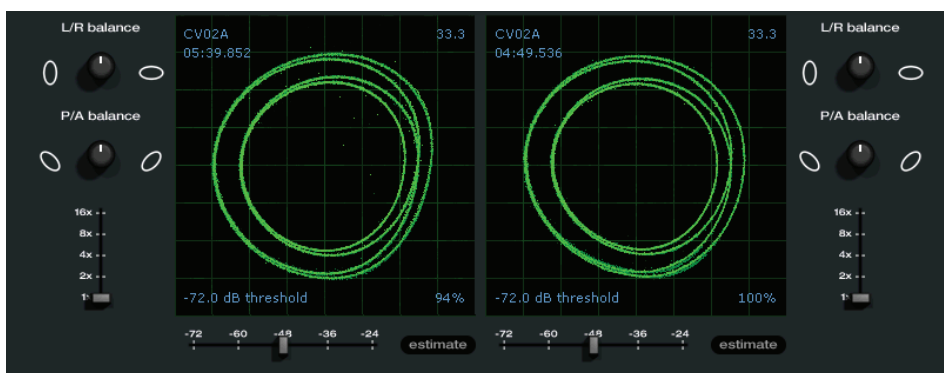 L/R balance
P/A balance
16x
8x
4x
2x
CV02A 33.3
05:39.852
-72.0 dB threshold 94%
-72 -60 -48 -36 -24
estimate
CV02A 33.3
04:49.536
-72.0 dB threshold 100%
-72 -60 -48 -36 -24
estimate
L/R balance
P/A balance
16x
8x
4x
2x